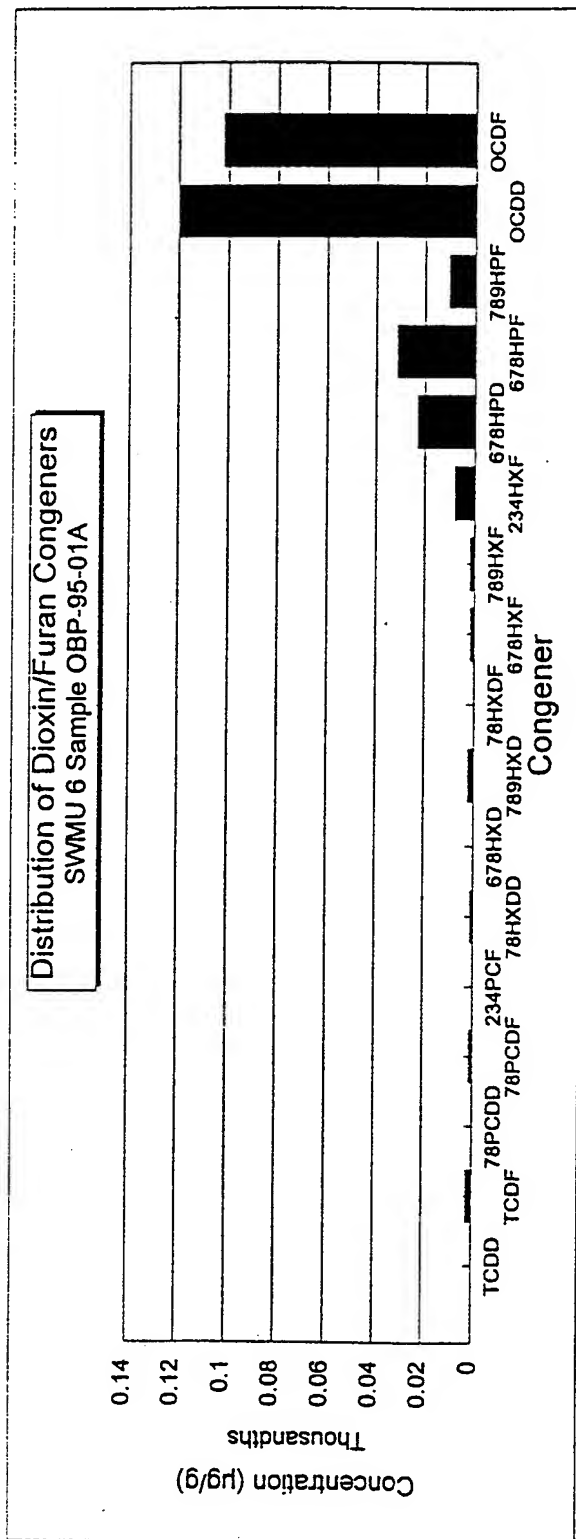 Distribution of Dioxin/Furan Congeners
SWMU 6 Sample OBP-95-01A
Concentration (µg/g)
Thousandths
0.14
0.12
0.1
0.08
0.06
0.04
0.02
0
TCDD
TCDF
78PCDD
78PCDF
234PCF
78HXDD
678HXD
789HXD
78HXDF
678HXF
789HXF
234HXF
678HPD
678HPF
789HPF
OCDD
OCDF
Congener